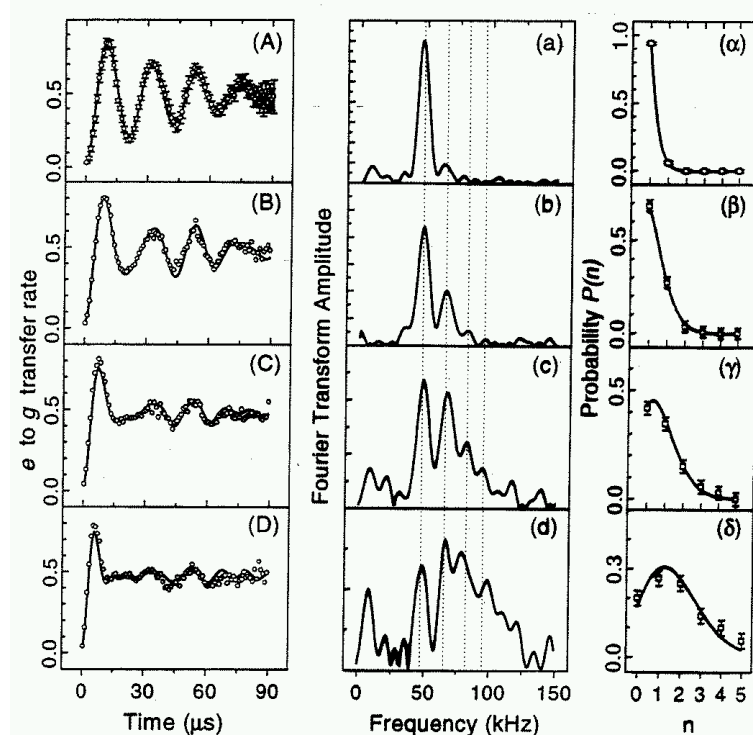 (A)
(a)
(α)
1.0
0.5
0.5
0.0
0.0
(B)
(b)
(β)
0.5
0.5
0.0
0.0
(C)
(c)
(γ)
0.5
0.5
0.0
0.0
(D)
(d)
(δ)
0.5
0.3
0.0
0.0
e to g transfer rate
Fourier Transform Amplitude
Probability P(n)
0 30 60 90
0 50 100 150
0 1 2 3 4 5
Time (μs)
Frequency (kHz)
n